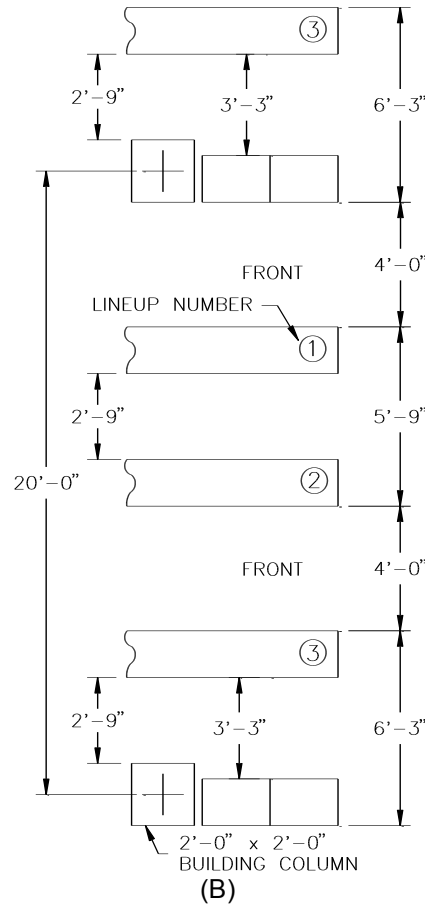 ③
2'-9"
3'-3"
6'-3"
FRONT
4'-0"
LINEUP NUMBER
①
2'-9"
5'-9"
20'-0"
②
FRONT
4'-0"
③
2'-9"
3'-3"
6'-3"
2'-0" x 2'-0"
BUILDING COLUMN
(B)